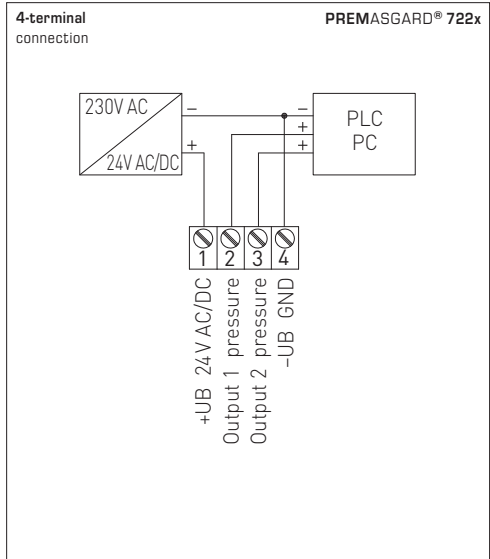 4-terminal
connection
PREMASGARD® 722x
230V AC
24V AC/DC
–
+
–
+
+
PLC
PC
1 2 3 4
+UB 24V AC/DC
Output 1 pressure
Output 2 pressure
–UB GND